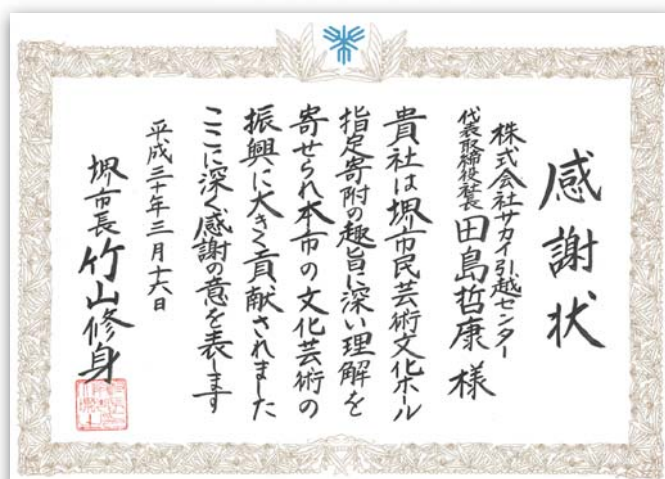 感謝状
株式会社サカイ引越センター
代表取締役社長 田島哲康 様
貴社は堺市民芸術文化ホール
指定寄附の趣旨に深い理解を
寄せられ本市の文化芸術の
振興に大きく貢献されました
ここに深く感謝の意を表します
平成三十年三月十六日
堺市長 竹山修身